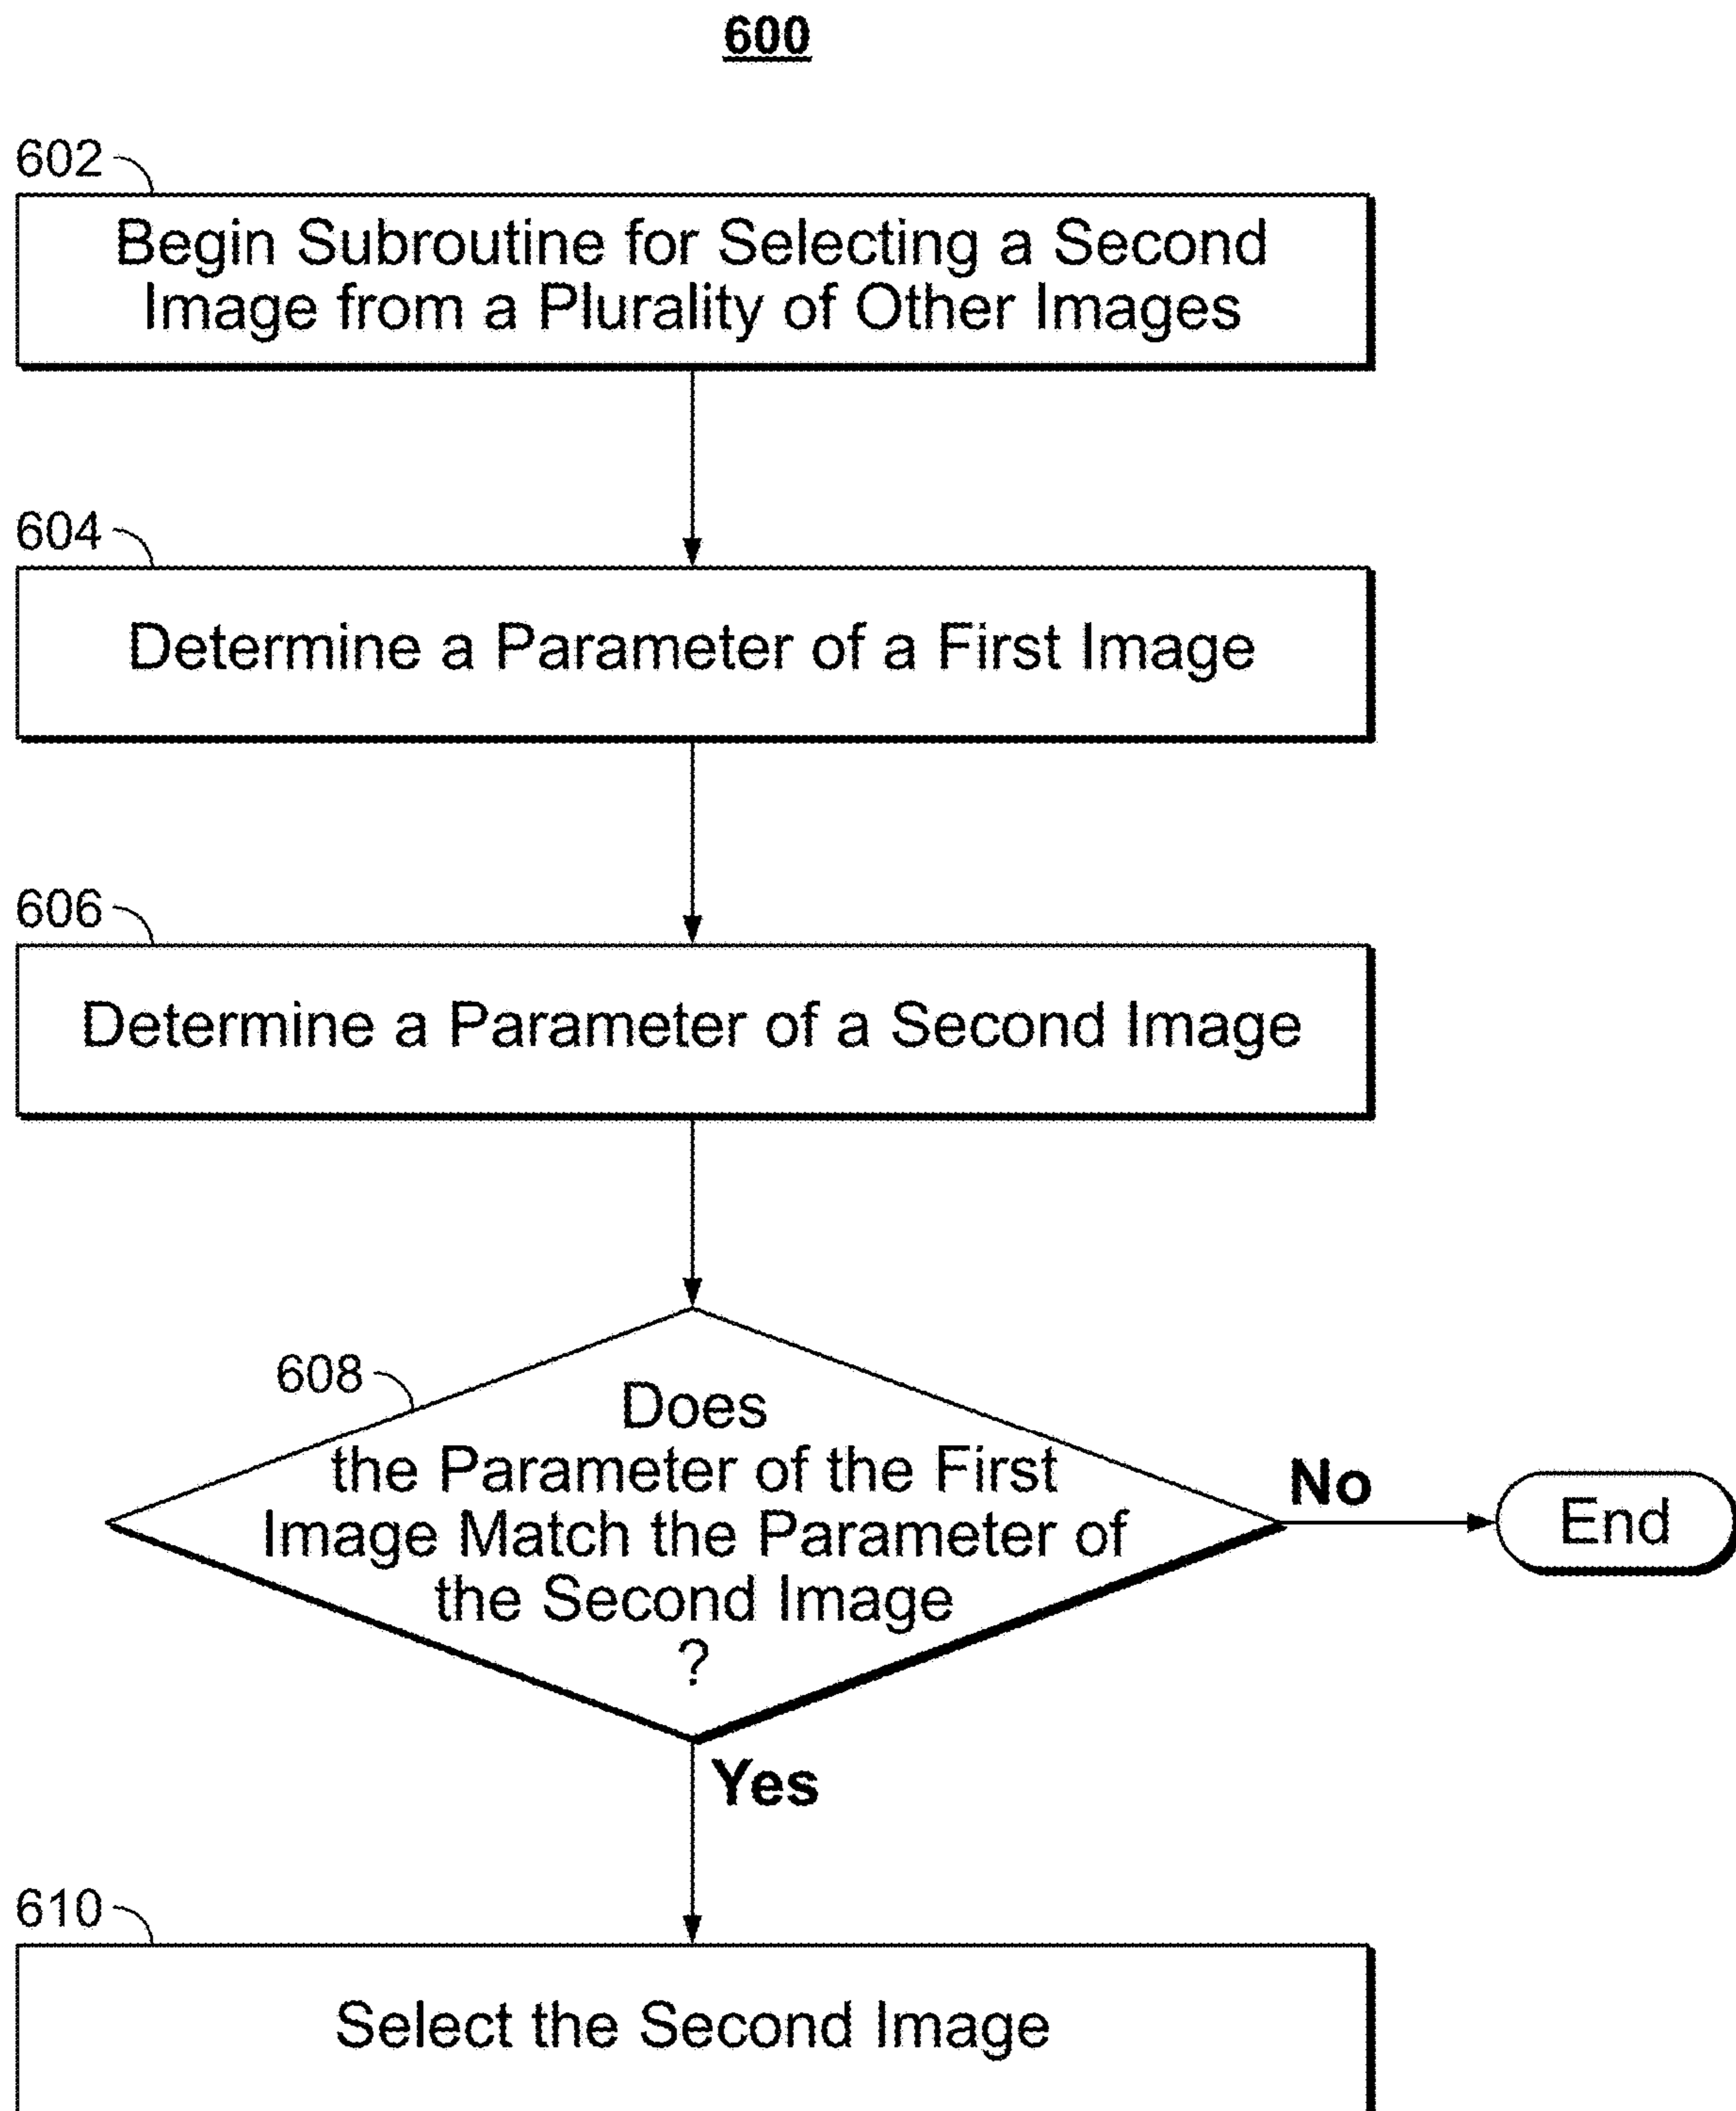 600
602
Begin Subroutine for Selecting a Second
Image from a Plurality of Other Images
604
Determine a Parameter of a First Image
606
Determine a Parameter of a Second Image
608
Does
the Parameter of the First
Image Match the Parameter of
the Second Image
?
No
End
Yes
610
Select the Second Image